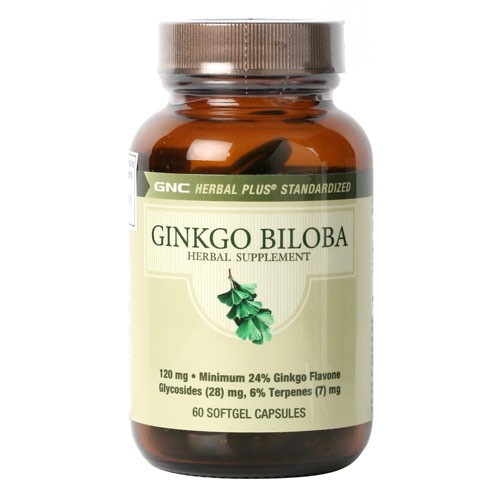 GNC HERBAL PLUS® STANDARDIZED
GINKGO BILOBA
HERBAL SUPPLEMENT
120 mg • Minimum 24% Ginkgo Flavone
Glycosides (28) mg, 6% Terpenes (7) mg
60 SOFTGEL CAPSULES